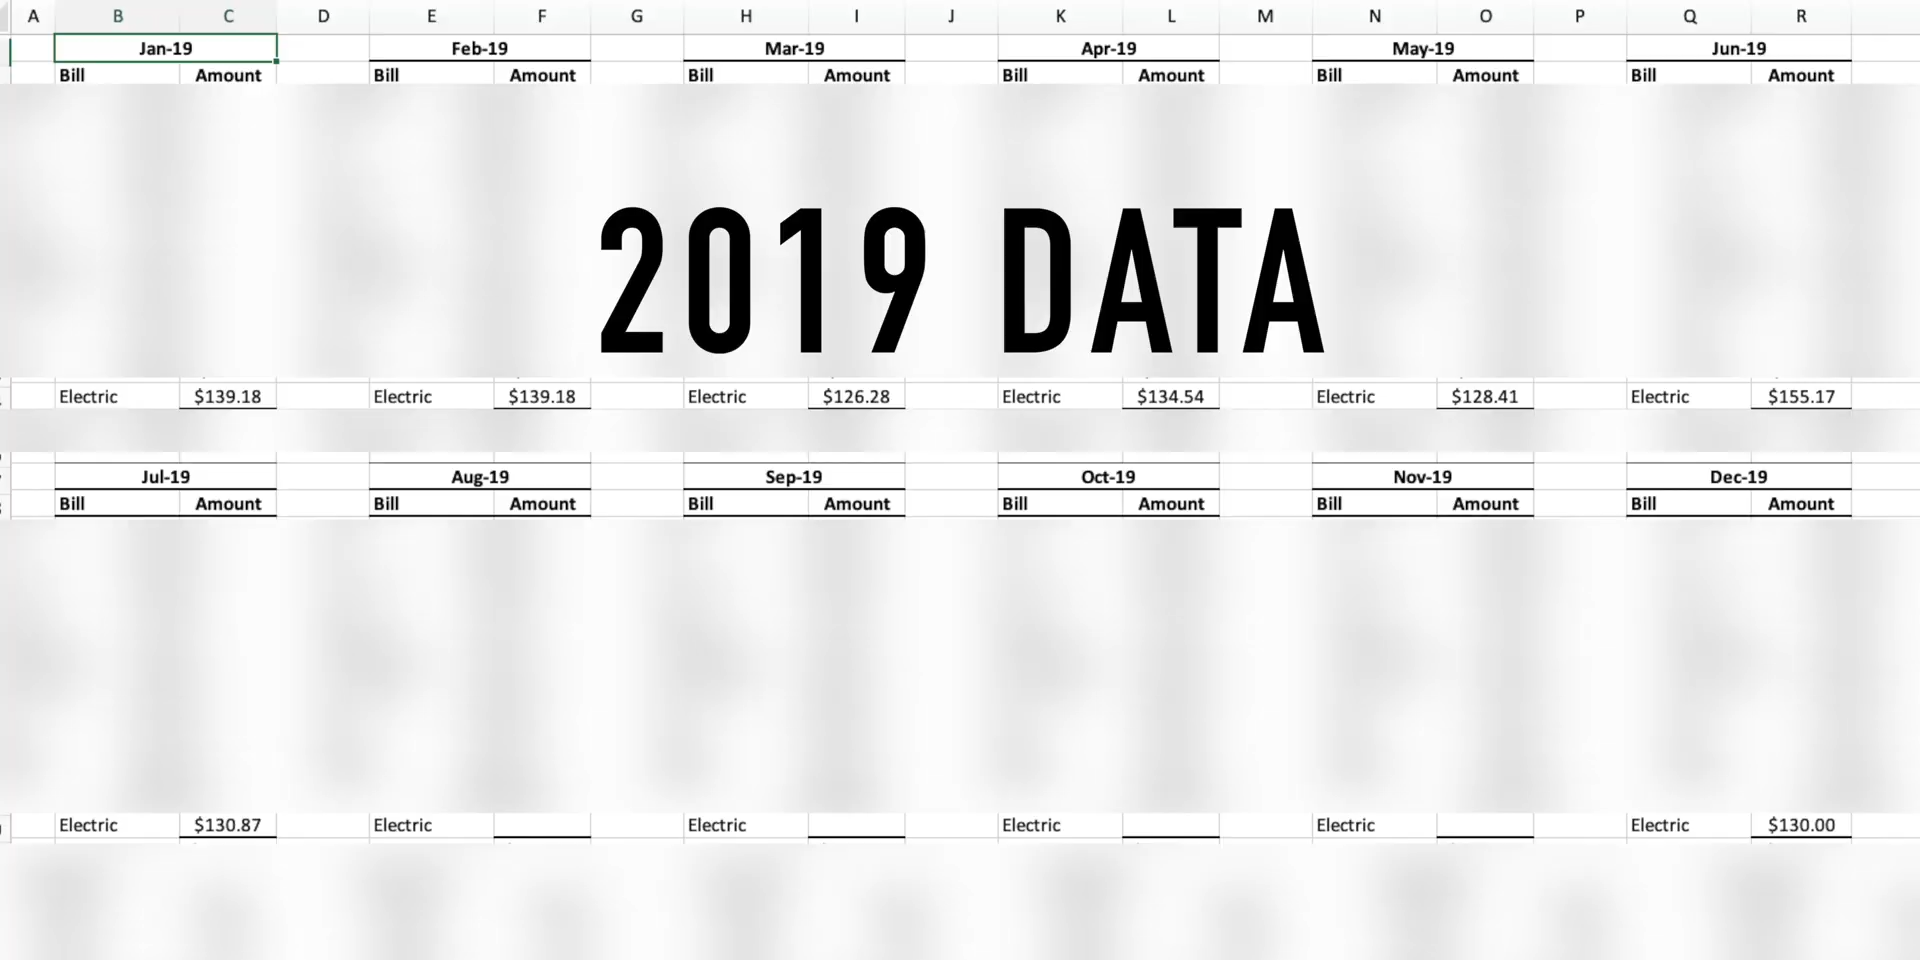 A B C D E F G H I J K L M N O P Q R
Jan-19 Feb-19 Mar-19 Apr-19 May-19 Jun-19
Bill Amount Bill Amount Bill Amount Bill Amount Bill Amount Bill Amount
2019 DATA
Electric $139.18 Electric $139.18 Electric $126.28 Electric $134.54 Electric $128.41 Electric $155.17
Jul-19 Aug-19 Sep-19 Oct-19 Nov-19 Dec-19
Bill Amount Bill Amount Bill Amount Bill Amount Bill Amount Bill Amount
Electric $130.87 Electric Electric Electric Electric Electric $130.00